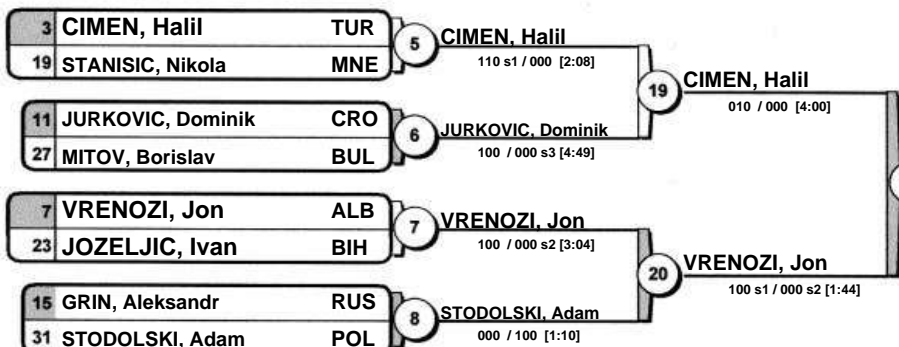 3 CIMEN, Halil TUR
19 STANISIC, Nikola MNE
5 CIMEN, Halil
110 s1 / 000 [2:08]
11 JURKOVIC, Dominik CRO
27 MITOV, Borislav BUL
6 JURKOVIC, Dominik
100 / 000 s3 [4:49]
19 CIMEN, Halil
010 / 000 [4:00]
7 VRENOZI, Jon ALB
23 JOZELJIC, Ivan BIH
7 VRENOZI, Jon
100 / 000 s2 [3:04]
15 GRIN, Aleksandr RUS
31 STODOLSKI, Adam POL
8 STODOLSKI, Adam
000 / 100 [1:10]
20 VRENOZI, Jon
100 s1 / 000 s2 [1:44]